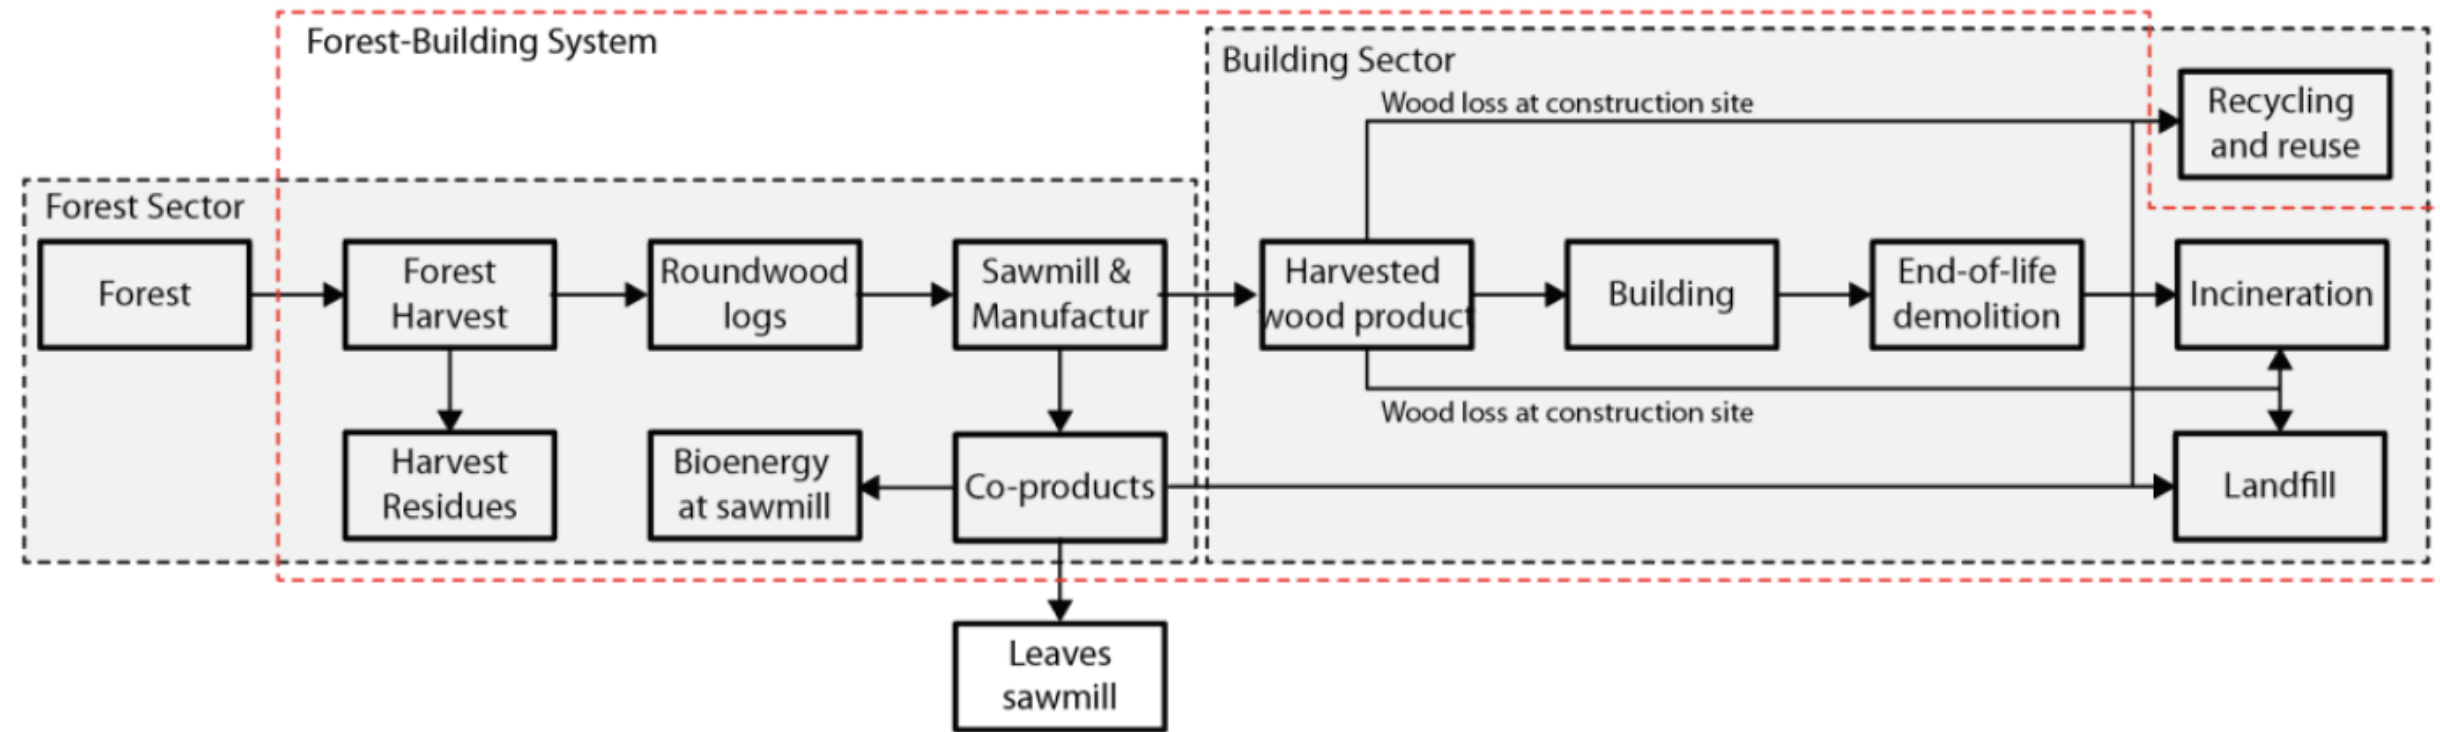 Forest-Building System
Building Sector
Wood loss at construction site
Recycling
and reuse
Forest Sector
Forest
Forest
Harvest
Roundwood
logs
Sawmill &
Manufactur
Harvested
wood product
Building
End-of-life
demolition
Incineration
Wood loss at construction site
Harvest
Residues
Bioenergy
at sawmill
Co-products
Landfill
Leaves
sawmill